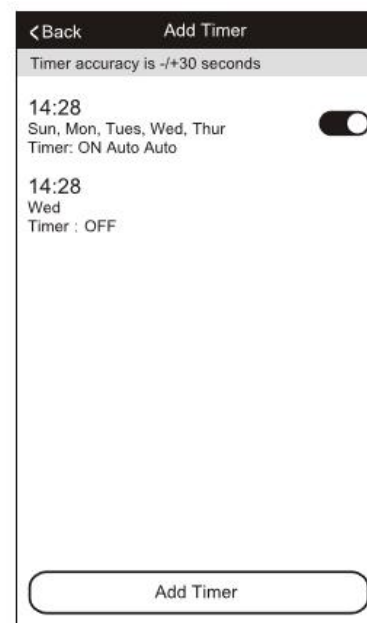 Back Add Timer
Timer accuracy is -/+30 seconds
14:28
Sun, Mon, Tues, Wed, Thur
Timer: ON Auto Auto
14:28
Wed
Timer : OFF
Add Timer